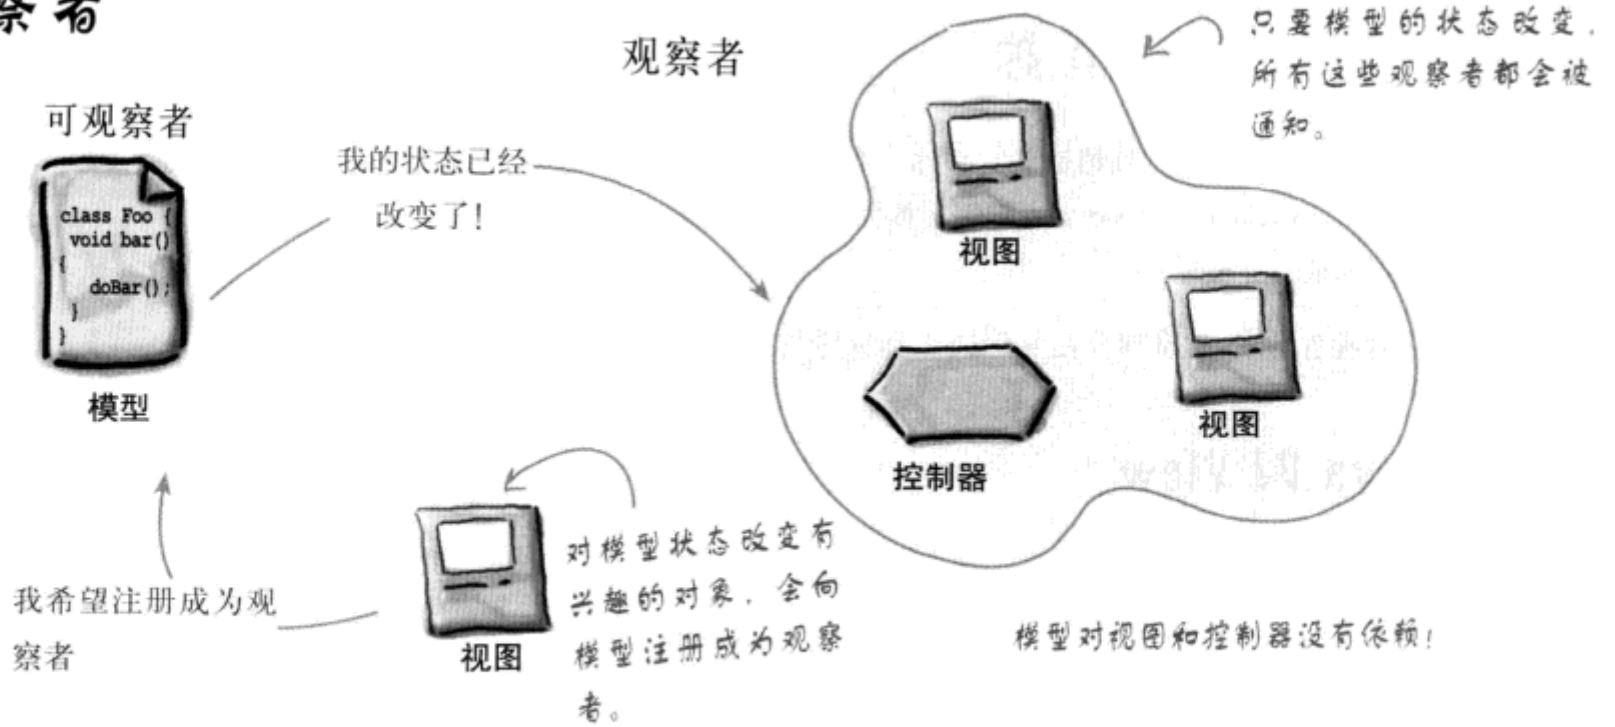 察者
可观察者
class Foo {
void bar()
{
doBar();
}
}
模型
我的状态已经
改变了!
观察者
只要模型的状态改变,
所有这些观察者都会被
通知。
视图
视图
控制器
我希望注册成为观
察者
视图
对模型状态改变有
兴趣的对象,会向
模型注册成为观察
者。
模型对视图和控制器没有依赖!